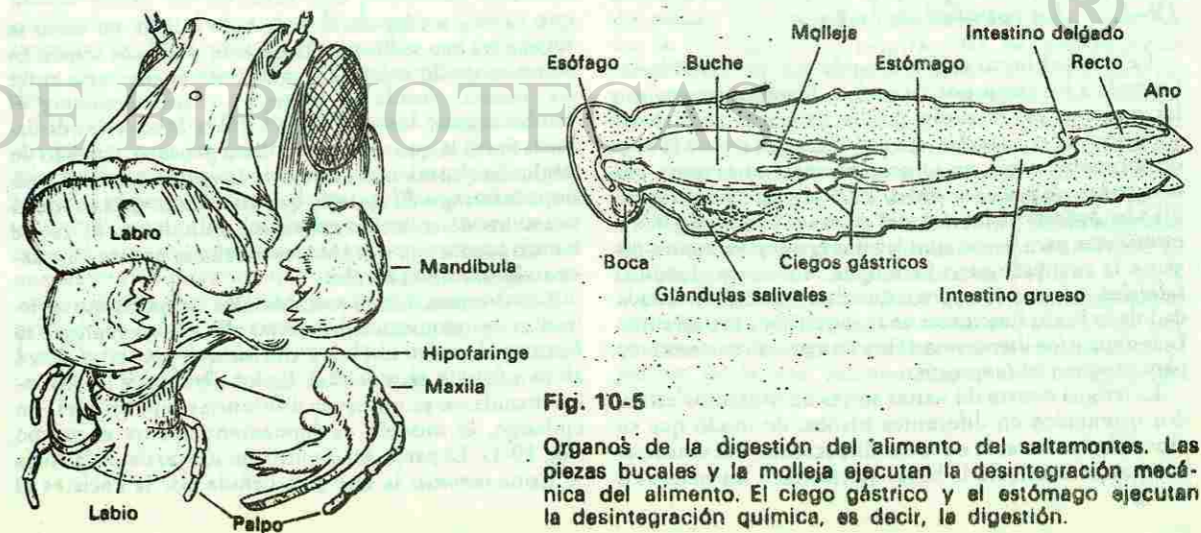 DE BIBLIOTECAS
®
Labro
Mandíbula
Hipofaringe
Maxila
Labio
Palpo
Molleja
Intestino delgado
Esófago
Buche
Estómago
Recto
Ano
Boca
Ciegos gástricos
Glándulas salivales
Intestino grueso
Fig. 10-5
Organos de la digestión del alimento del saltamontes. Las
piezas bucales y la molleja ejecutan la desintegración mecá-
nica del alimento. El ciego gástrico y el estómago ejecutan
la desintegración química, es decir, la digestión.